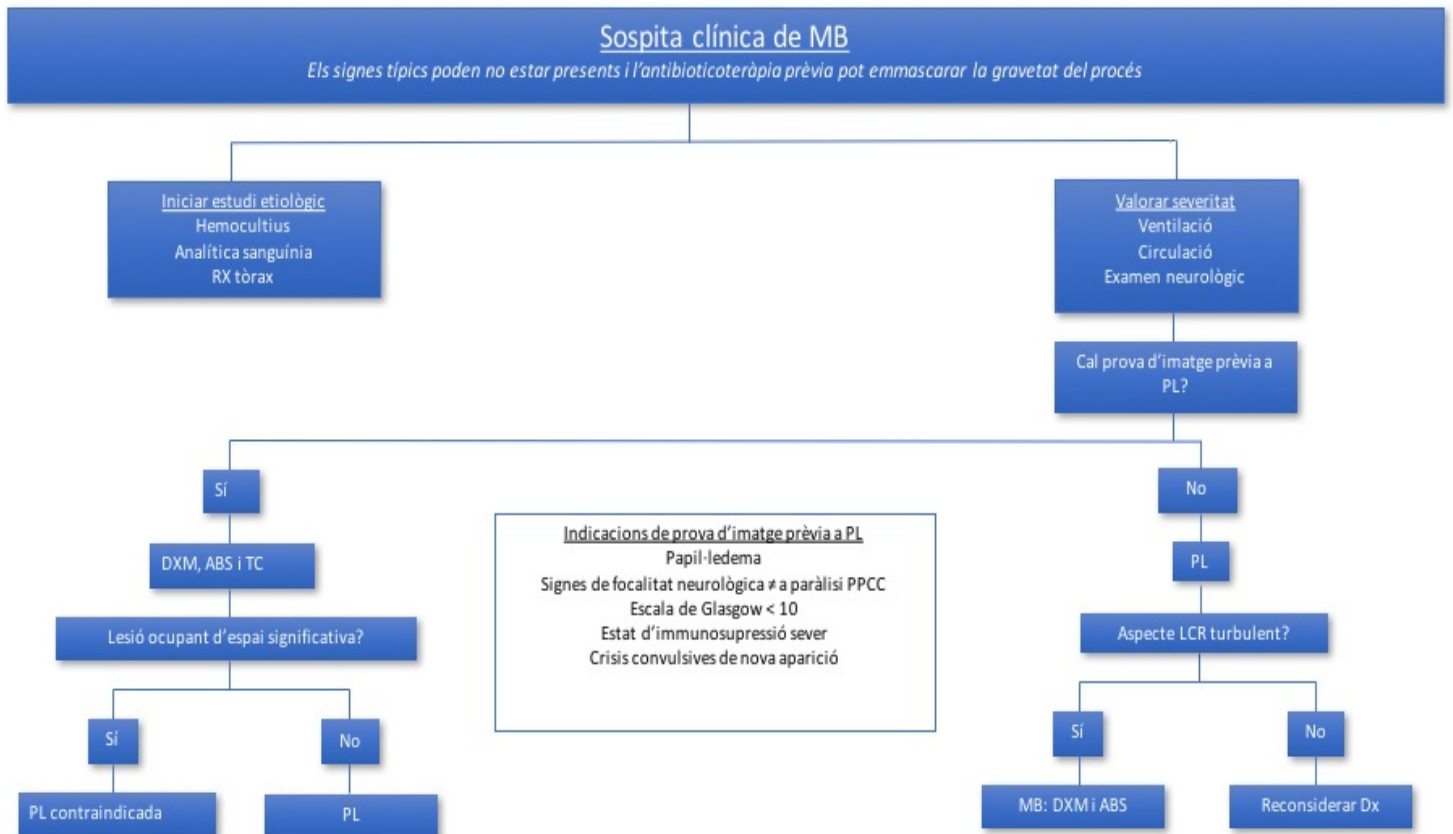 Sospita clínica de MB
Els signes típics poden no estar presents i l'antibioticoteràpia prèvia pot emmascarar la gravetat del procés
Iniciar estudi etiològic
Hemocultius
Analítica sanguínia
RX tòrax
Valorar severitat
Ventilació
Circulació
Examen neurològic
Cal prova d'imatge prèvia a
PL?
Sí
No
DXM, ABS i TC
PL
Indicacions de prova d'imatge prèvia a PL
Papil·ledema
Signes de focalitat neurològica ≠ a paràlisi PPCC
Escala de Glasgow < 10
Estat d'immunosupressió sever
Crisis convulsives de nova aparició
Lesió ocupant d'espai significativa?
Aspecte LCR turbulent?
Sí
No
Sí
No
PL contraindicada
PL
MB: DXM i ABS
Reconsiderar Dx